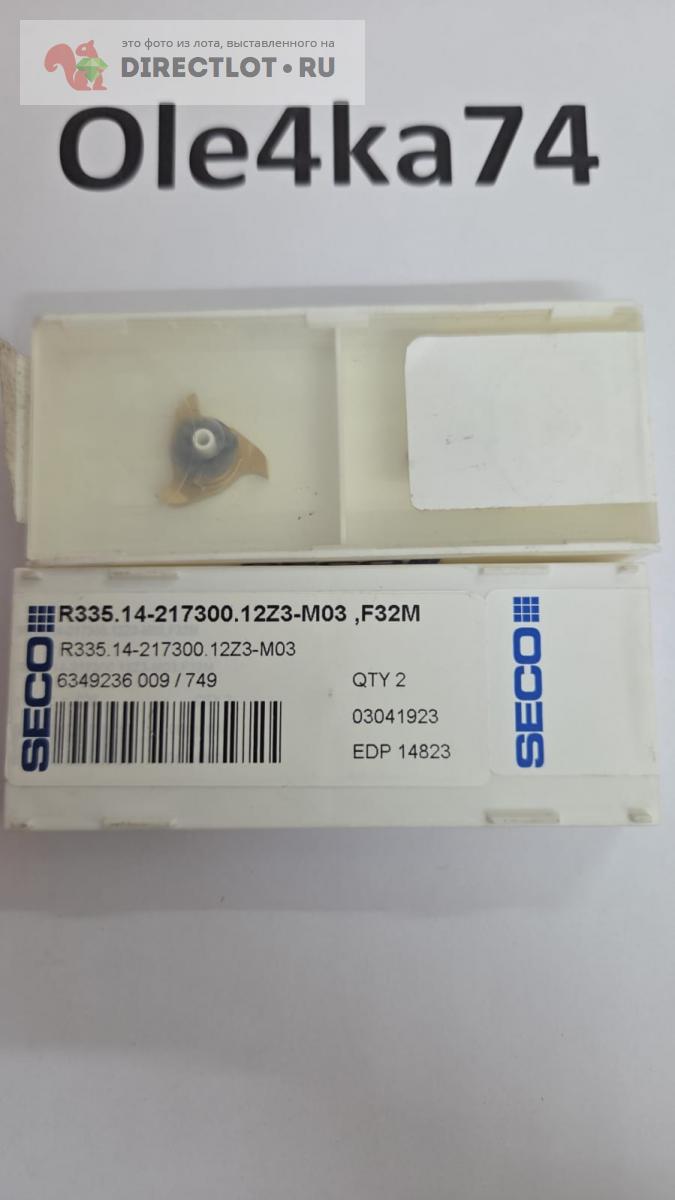 это фото из лота, выставленного на
DIRECTLOT.RU
Ole4ka74
SECO
R335.14-217300.12Z3-M03 ,F32M
R335.14-217300.12Z3-M03
6349236 009 / 749
QTY 2
03041923
EDP 14823
SECO